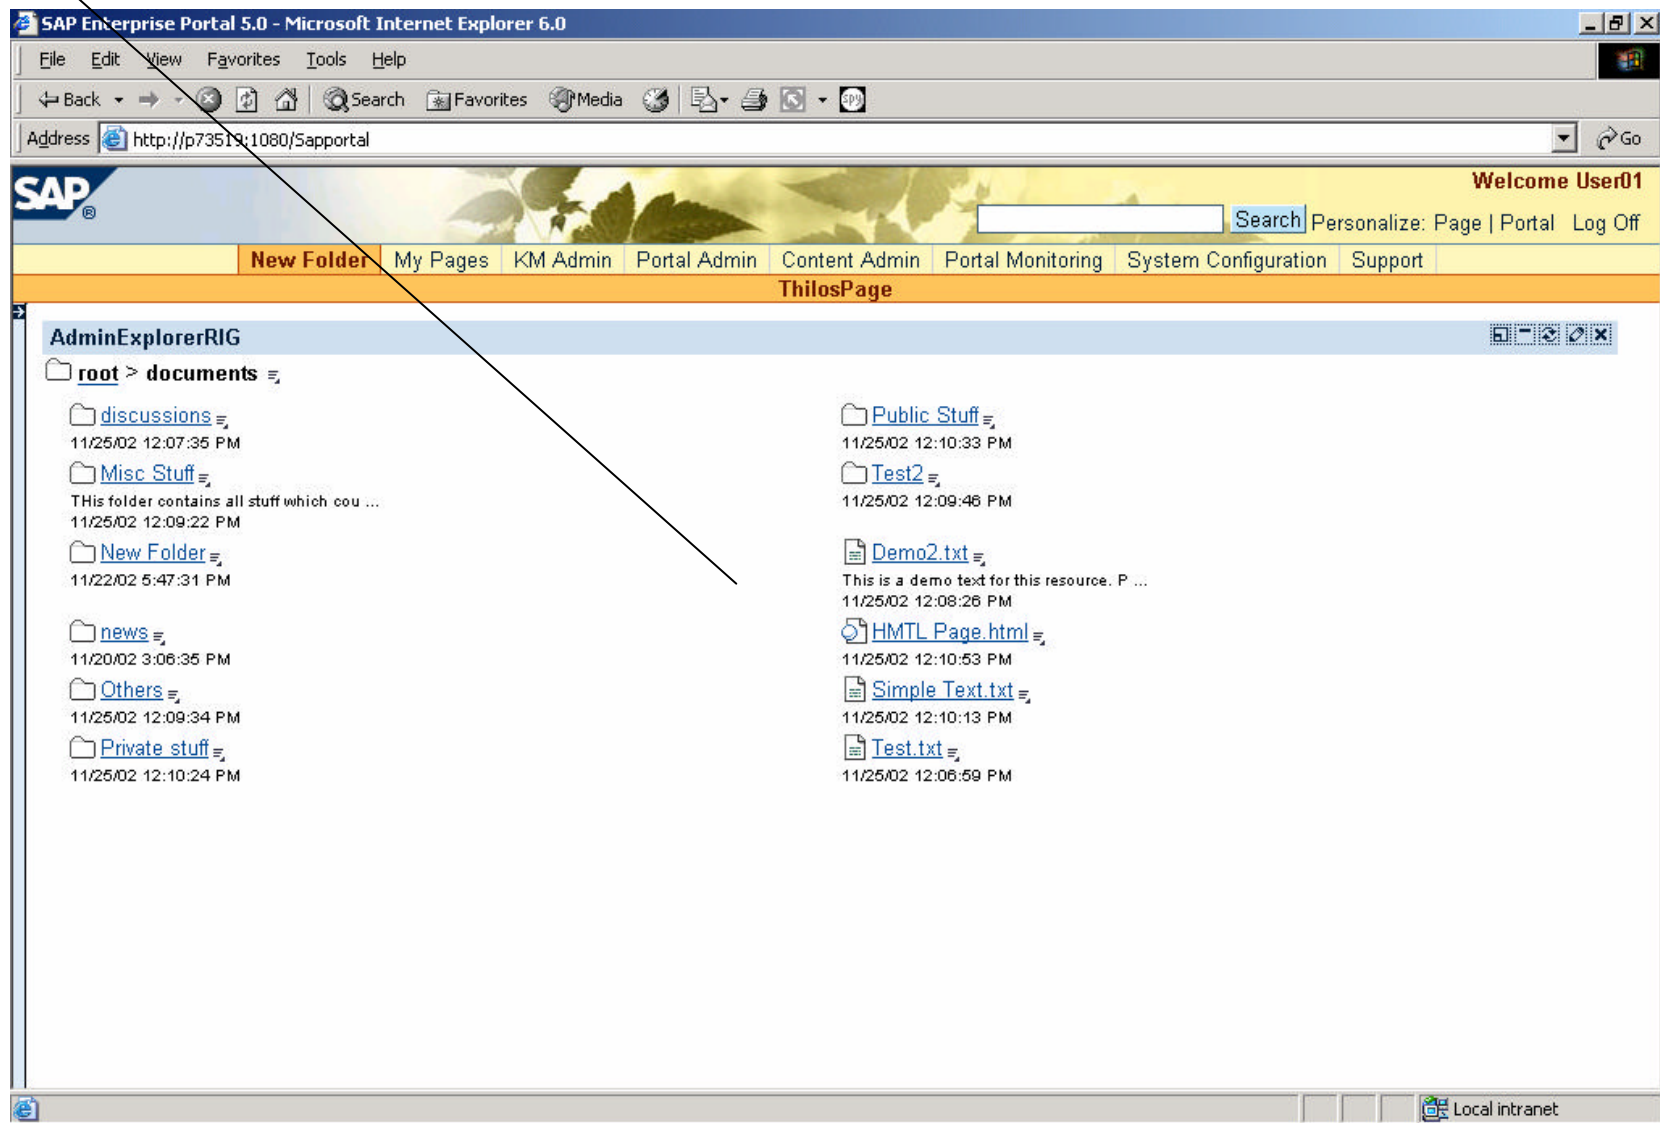 SAP Enterprise Portal 5.0 - Microsoft Internet Explorer 6.0
File Edit View Favorites Tools Help
Back Search Favorites Media
Address http://p73519:1080/Sapportal Go
SAP ®
Welcome User01
Search Personalize: Page | Portal Log Off
New Folder My Pages KM Admin Portal Admin Content Admin Portal Monitoring System Configuration Support
ThilosPage
AdminExplorerRIG
root > documents
discussions
11/25/02 12:07:35 PM
Misc Stuff
THis folder contains all stuff which cou ...
11/25/02 12:09:22 PM
New Folder
11/22/02 5:47:31 PM
news
11/20/02 3:06:35 PM
Others
11/25/02 12:09:34 PM
Private stuff
11/25/02 12:10:24 PM
Public Stuff
11/25/02 12:10:33 PM
Test2
11/25/02 12:09:46 PM
Demo2.txt
This is a demo text for this resource. P ...
11/25/02 12:08:26 PM
HMTL Page.html
11/25/02 12:10:53 PM
Simple Text.txt
11/25/02 12:10:13 PM
Test.txt
11/25/02 12:06:59 PM
Local intranet